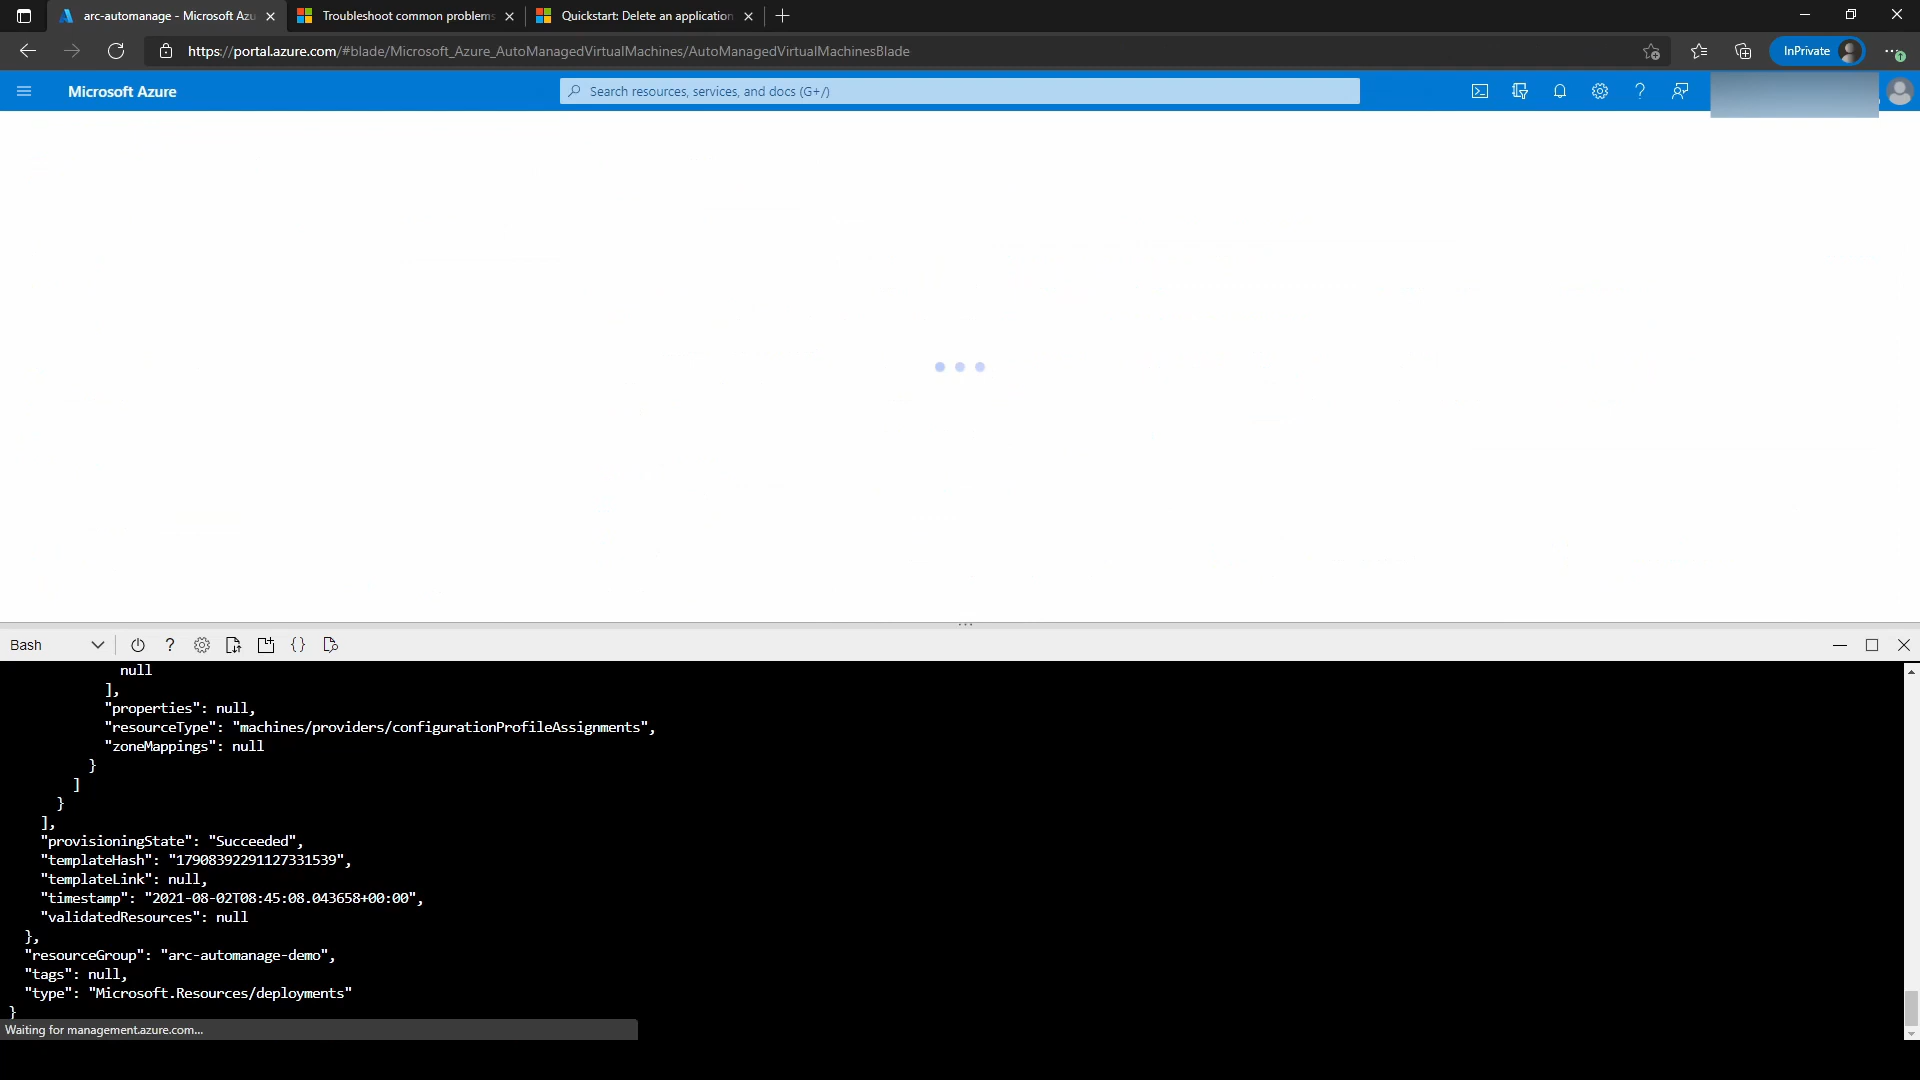 arc-automanage - Microsoft Azu
Troubleshoot common problems
Quickstart: Delete an application
https://portal.azure.com/#blade/Microsoft_Azure_AutoManagedVirtualMachines/AutoManagedVirtualMachinesBlade
InPrivate
Microsoft Azure
Search resources, services, and docs (G+/)
Bash
null
],
"properties": null,
"resourceType": "machines/providers/configurationProfileAssignments",
"zoneMappings": null
}
]
}
],
"provisioningState": "Succeeded",
"templateHash": "17908392291127331539",
"templateLink": null,
"timestamp": "2021-08-02T08:45:08.043658+00:00",
"validatedResources": null
},
"resourceGroup": "arc-automanage-demo",
"tags": null,
"type": "Microsoft.Resources/deployments"
}
Waiting for management.azure.com...